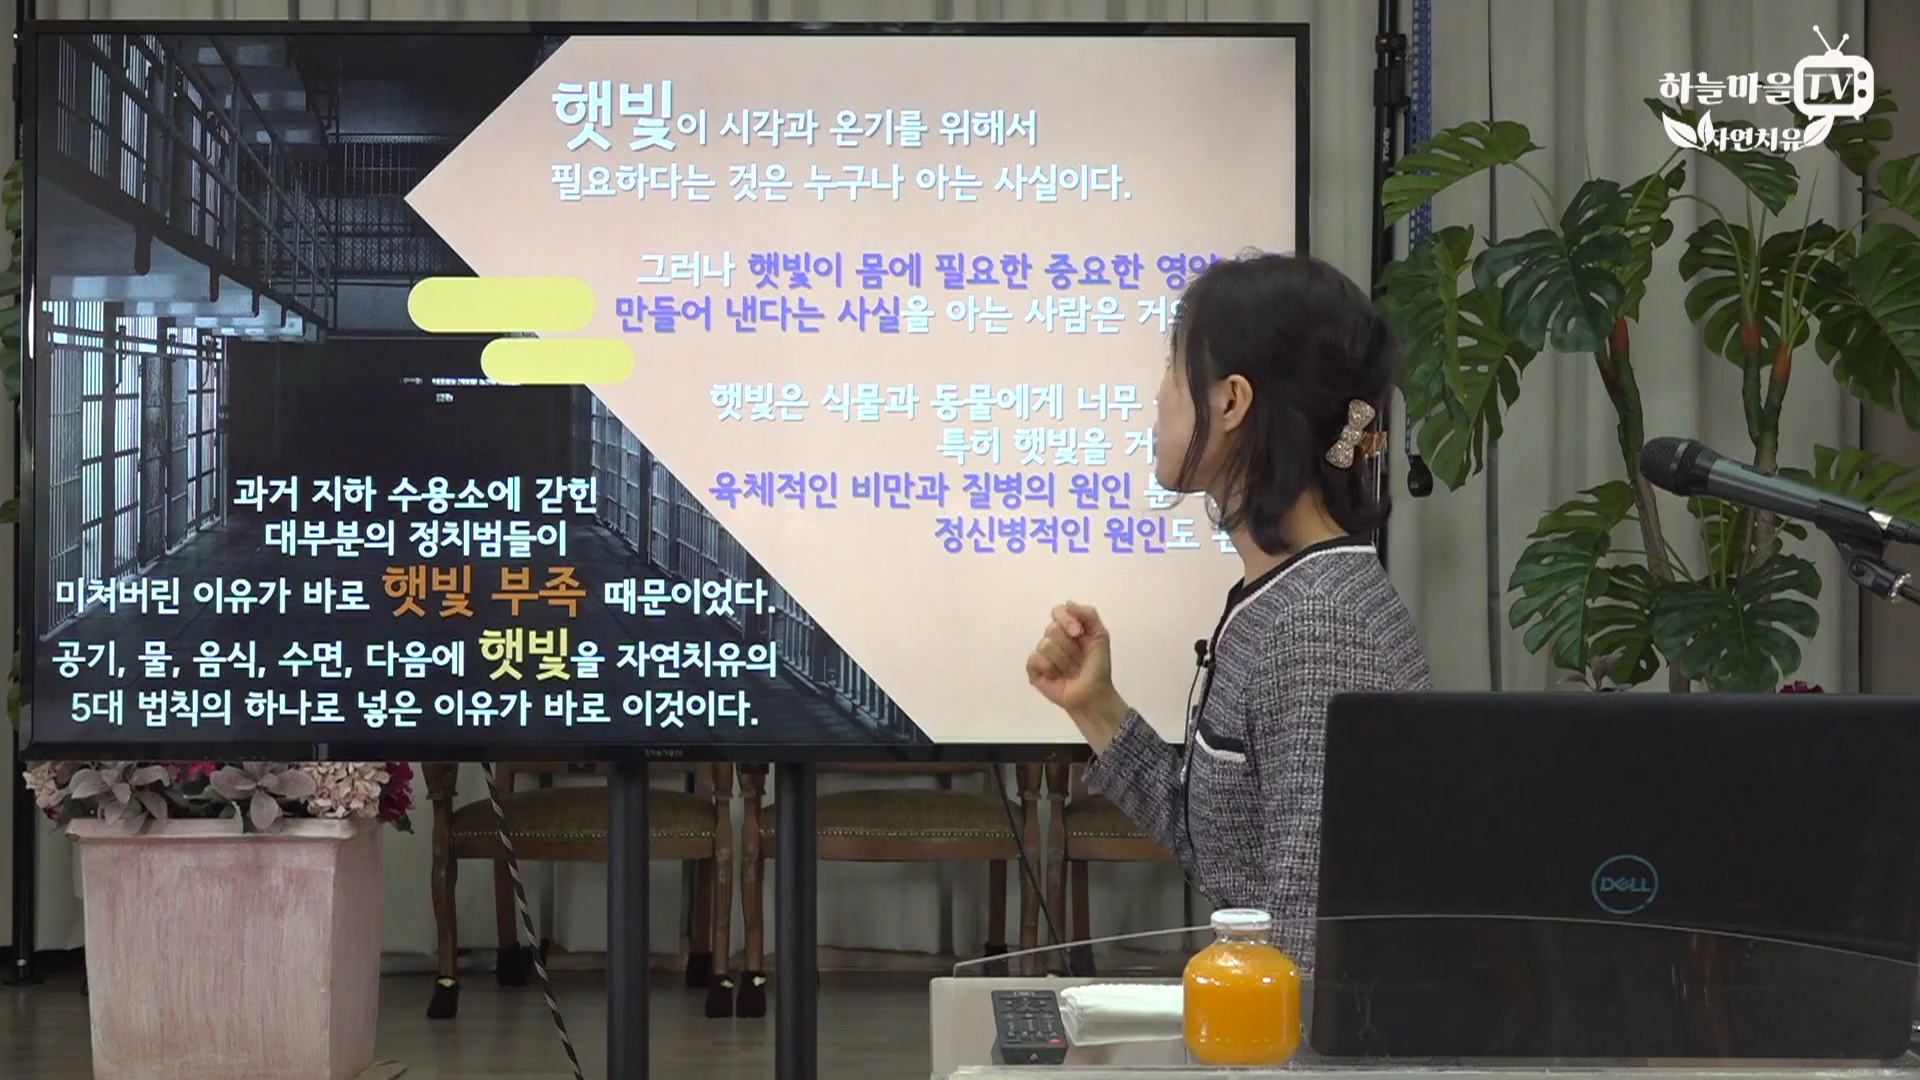 햇빛이 시각과 온기를 위해서
필요하다는 것은 누구나 아는 사실이다.
그러나 햇빛이 몸에 필요한 중요한
만들어 낸다는 사실을 아는 사람은
햇빛은 식물과 동물에게 너무
특히 햇빛을
육체적인 비만과 질병의 원인
정신병적인 원인도
과거 지하 수용소에 갇힌
대부분의 정치범들이
미쳐버린 이유가 바로 햇빛 부족 때문이었다.
공기, 물, 음식, 수면, 다음에 햇빛을 자연치유의
5대 법칙의 하나로 넣은 이유가 바로 이것이다.
하늘마을TV
자연치유
DELL